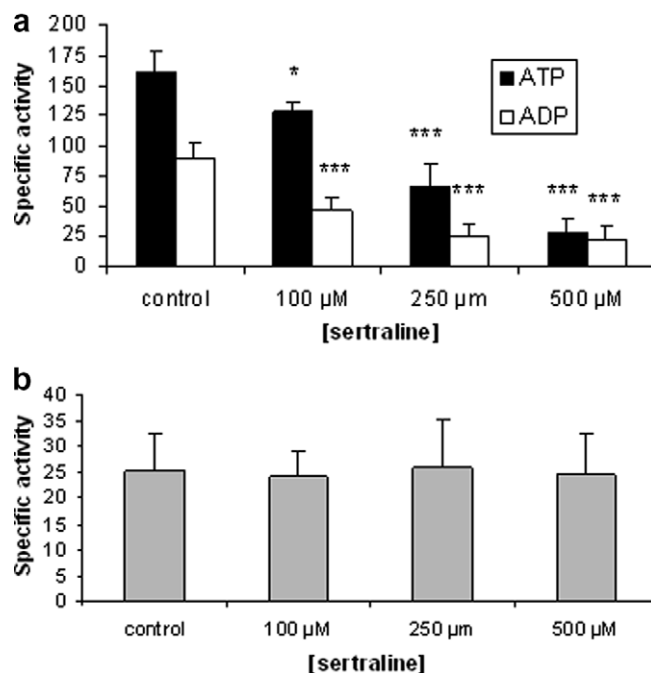 a
Specific activity
200
175
150
125
100
75
50
25
0
*
***
***
***
***
***
ATP
ADP
control 100 µM 250 µm 500 µM
[sertraline]
b
Specific activity
40
35
30
25
20
15
10
5
0
control 100 µM 250 µm 500 µM
[sertraline]